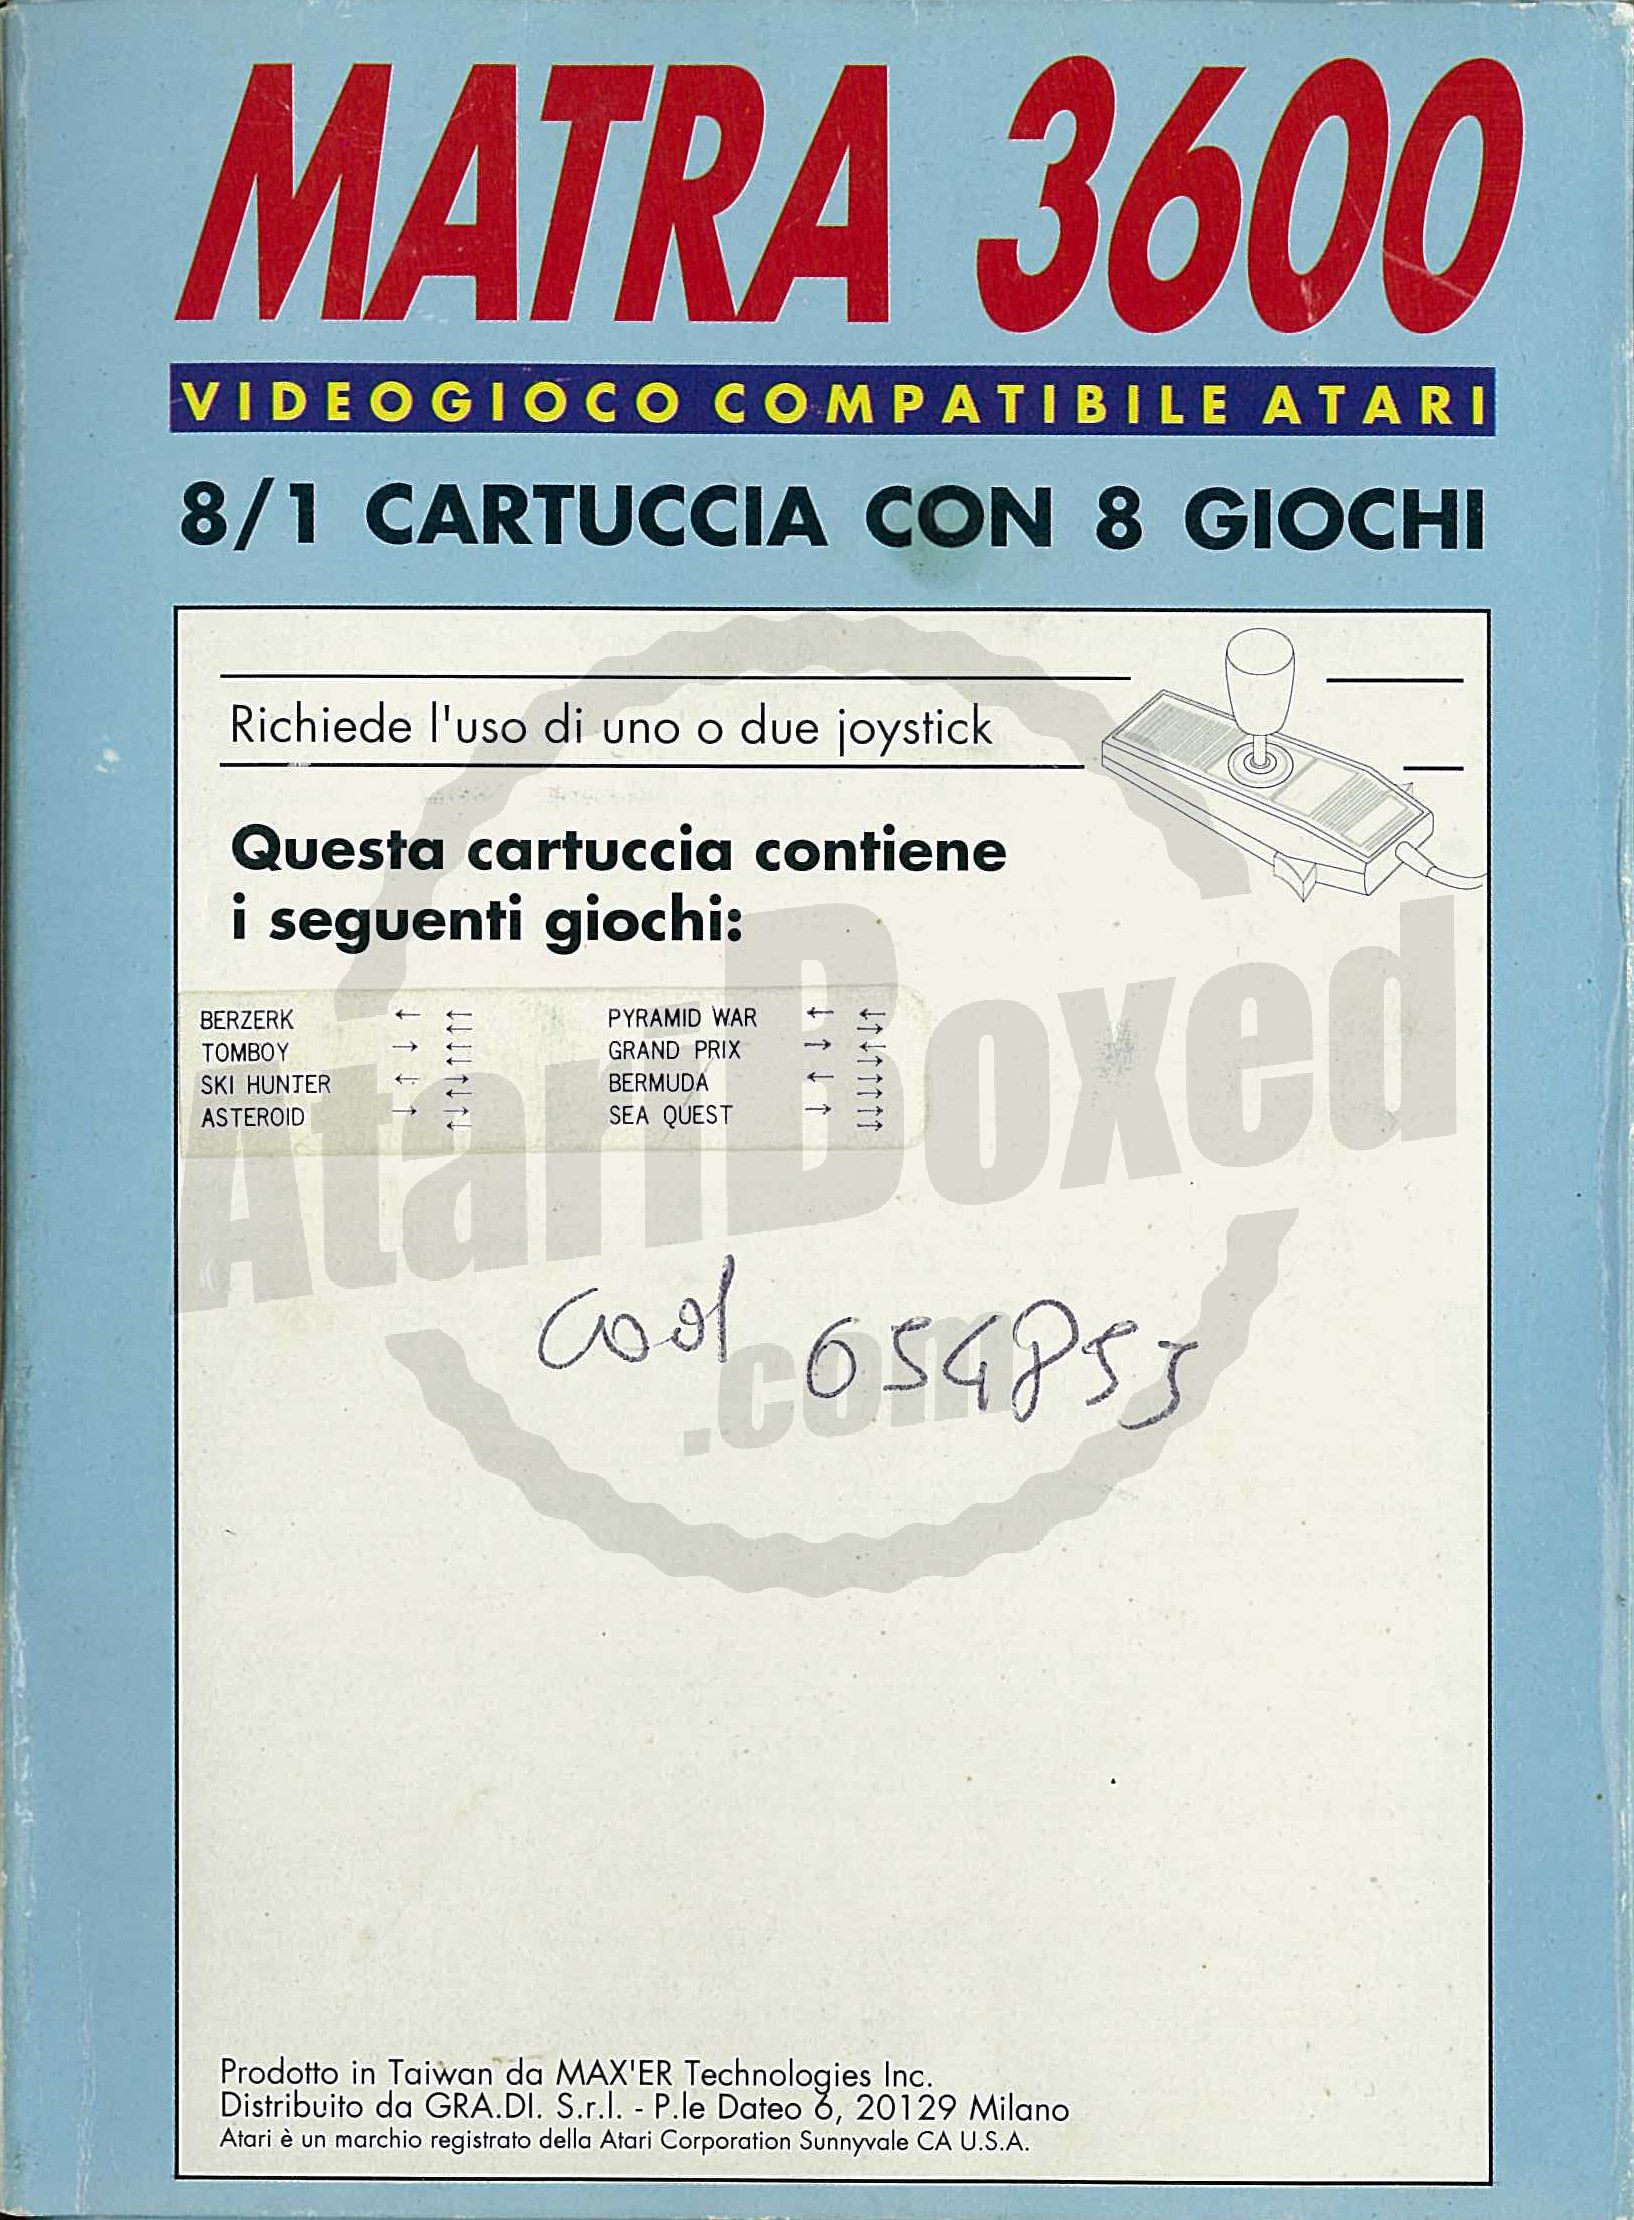 MATRA 3600
VIDEOGIOCO COMPATIBILE ATARI
8/1 CARTUCCIA CON 8 GIOCHI
Richiede l'uso di uno o due joystick
Questa cartuccia contiene
i seguenti giochi:
BERZERK ← ← ← PYRAMID WAR ← ← →
TOMBOY → ← ← GRAND PRIX → ← →
SKI HUNTER ← → ← BERMUDA ← → →
ASTEROID → → ← SEA QUEST → → →
AtariBoxed
.com
cod 654855
Prodotto in Taiwan da MAX'ER Technologies Inc.
Distribuito da GRA.DI. S.r.l. - P.le Dateo 6, 20129 Milano
Atari è un marchio registrato della Atari Corporation Sunnyvale CA U.S.A.